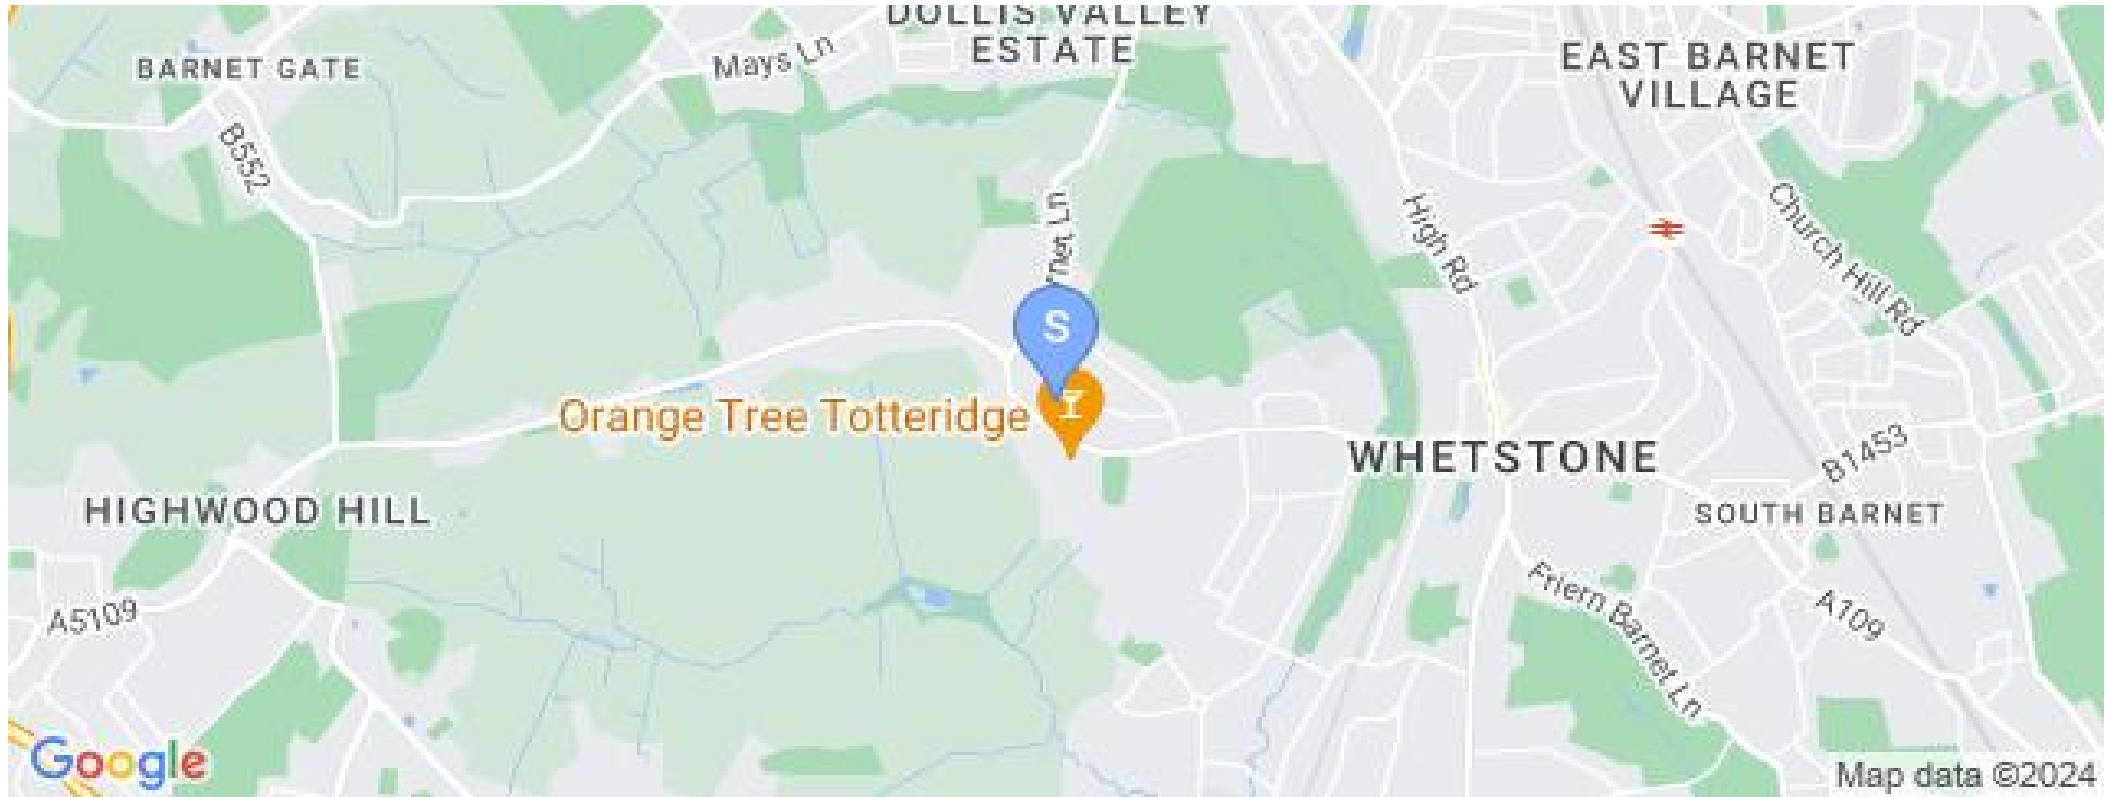 DOLLIS VALLEY
ESTATE
BARNET GATE
Mays Ln
EAST BARNET
VILLAGE
B552
High Rd
Church Hill Rd
S
Orange Tree Totteridge
WHETSTONE
B1453
HIGHWOOD HILL
SOUTH BARNET
A5109
Friern Barnet Ln
A109
Google
Map data ©2024